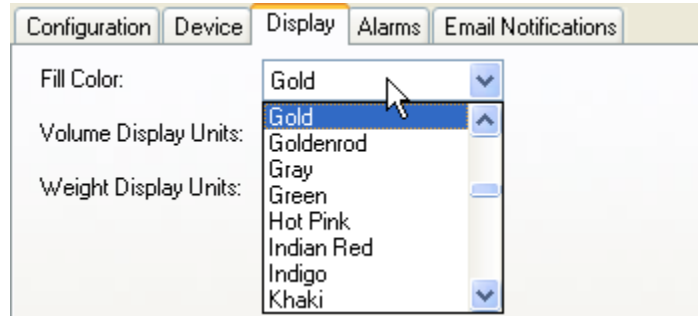 Configuration Device Display Alarms Email Notifications
Fill Color: Gold
Gold
Volume Display Units:
Goldenrod
Gray
Weight Display Units:
Green
Hot Pink
Indian Red
Indigo
Khaki